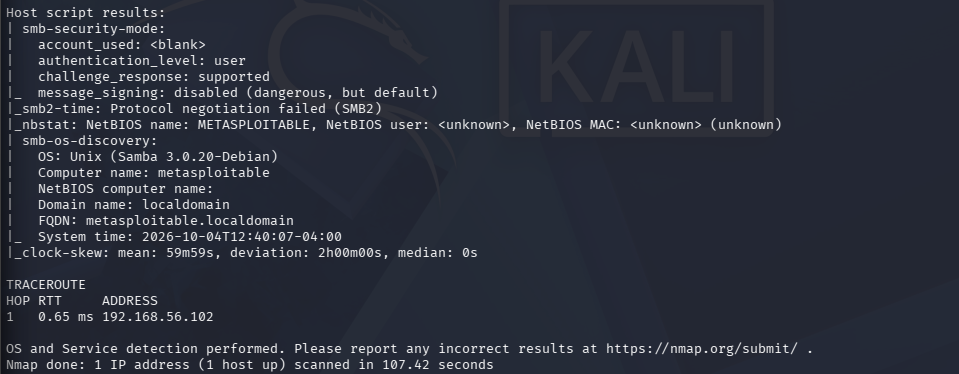 Host script results:
| smb-security-mode:
|   account_used: <blank>
|   authentication_level: user
|   challenge_response: supported
|_  message_signing: disabled (dangerous, but default)
|_smb2-time: Protocol negotiation failed (SMB2)
|_nbstat: NetBIOS name: METASPLOITABLE, NetBIOS user: <unknown>, NetBIOS MAC: <unknown> (unknown)
| smb-os-discovery:
|   OS: Unix (Samba 3.0.20-Debian)
|   Computer name: metasploitable
|   NetBIOS computer name:
|   Domain name: localdomain
|   FQDN: metasploitable.localdomain
|_  System time: 2026-10-04T12:40:07-04:00
|_clock-skew: mean: 59m59s, deviation: 2h00m00s, median: 0s

TRACEROUTE
HOP RTT     ADDRESS
1   0.65 ms 192.168.56.102

OS and Service detection performed. Please report any incorrect results at https://nmap.org/submit/ .
Nmap done: 1 IP address (1 host up) scanned in 107.42 seconds
KALI